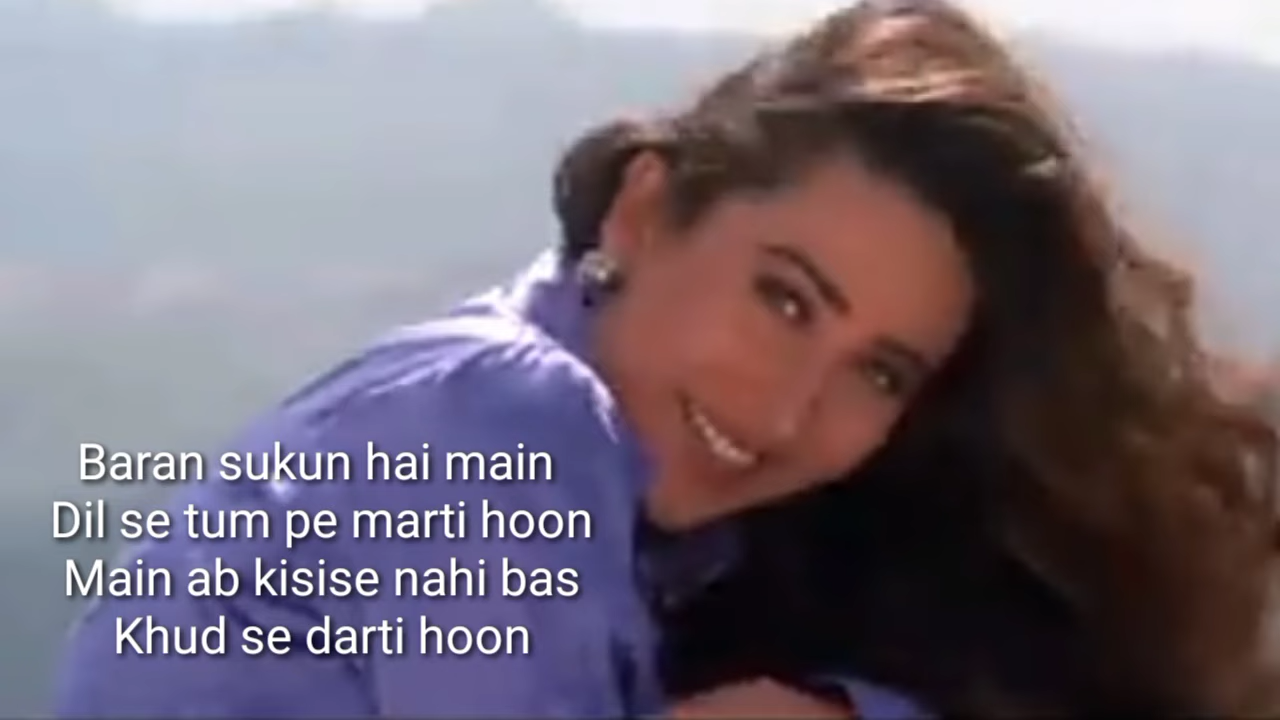 Baran sukun hai main
Dil se tum pe marti hoon
Main ab kisise nahi bas
Khud se darti hoon